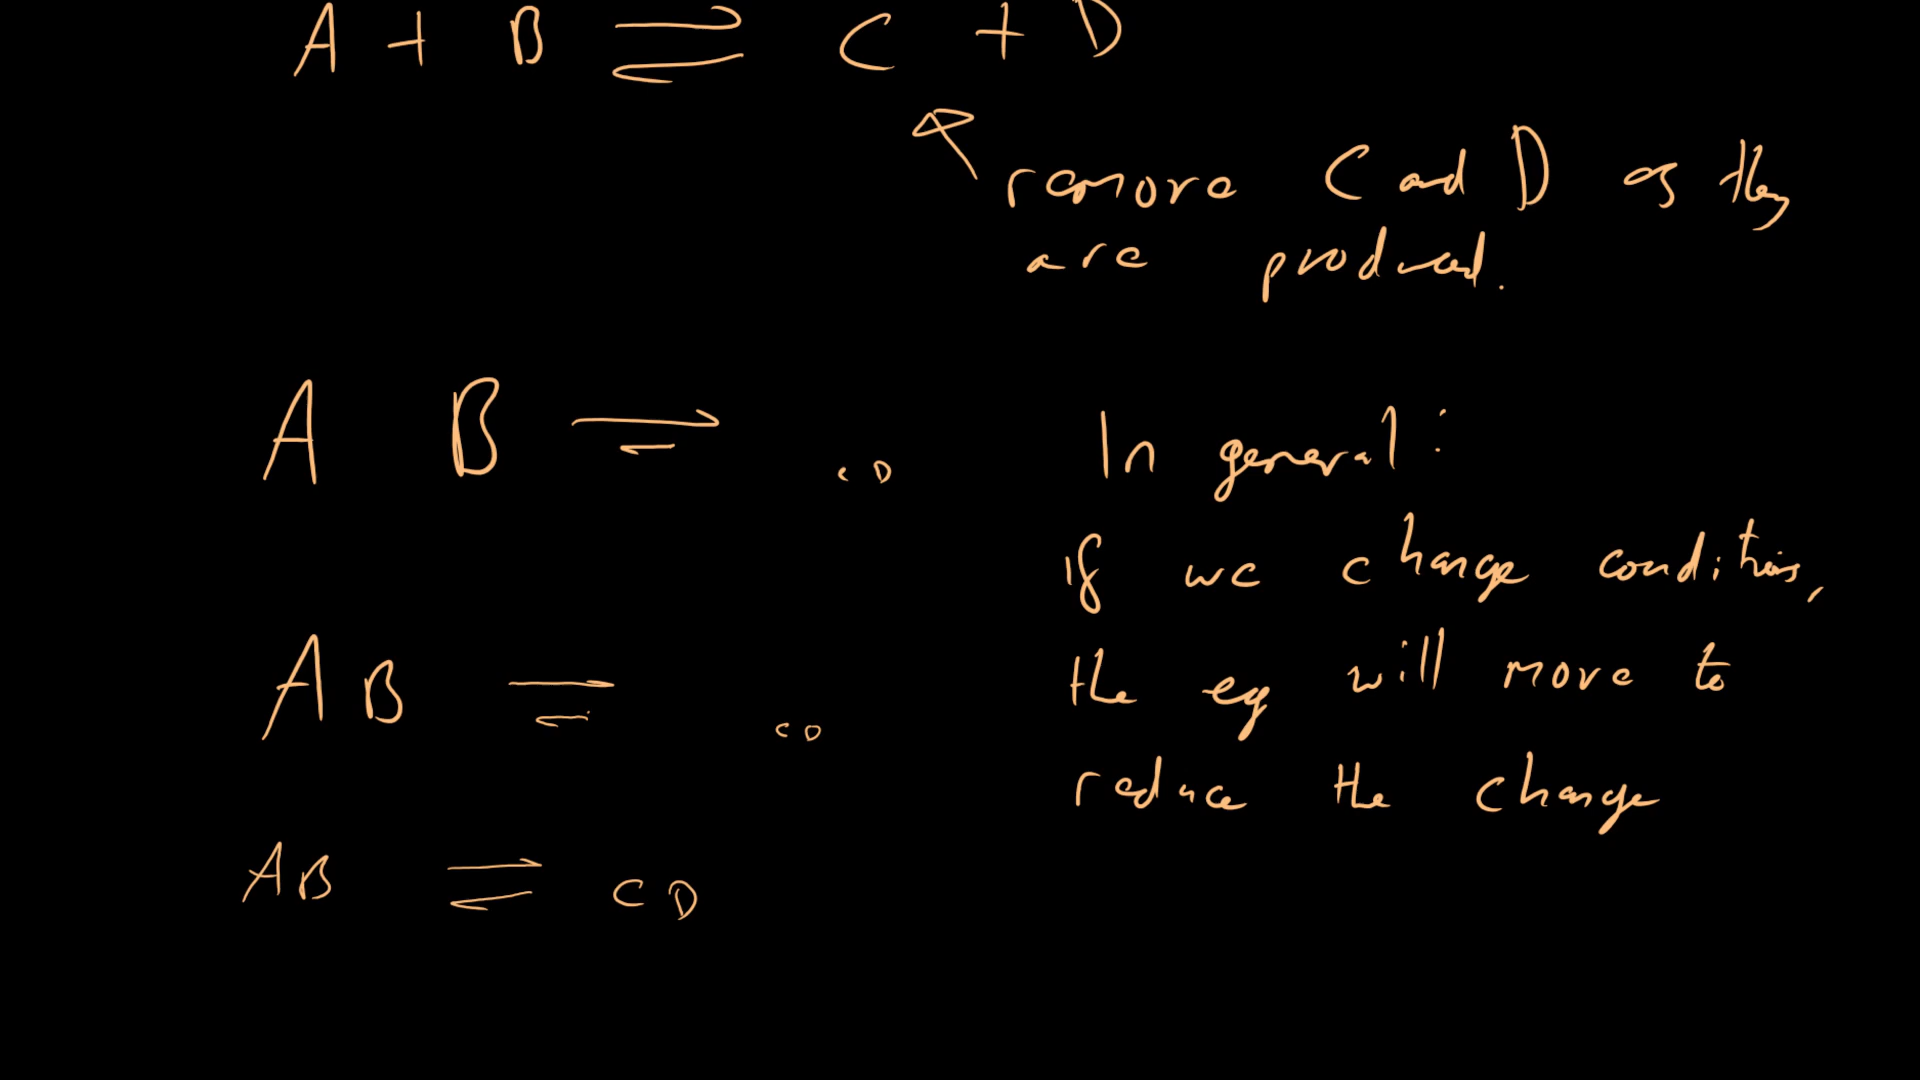 A + B ⇌ C + D
remove C and D as they
are produced.
A B ⇌ C D
In general:
If we change conditions,
the eq will move to
A B ⇌ C D
reduce the change
A B ⇌ C D